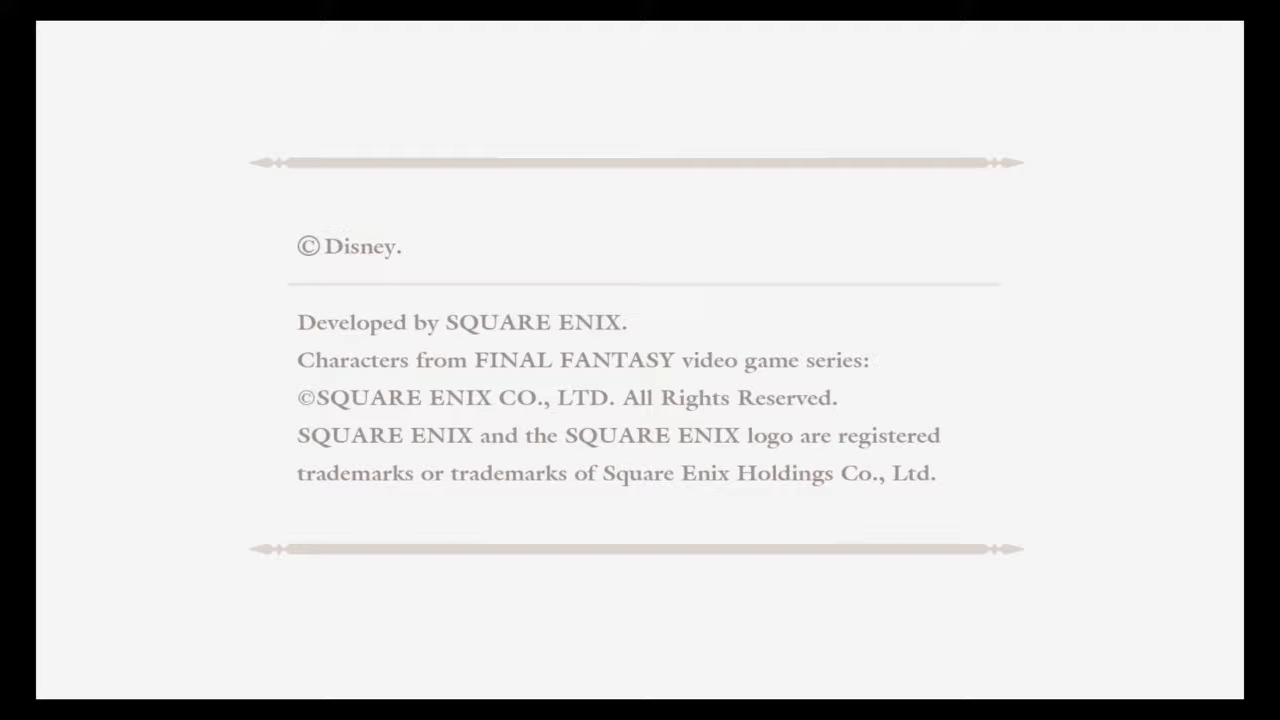 © Disney.
Developed by SQUARE ENIX.
Characters from FINAL FANTASY video game series:
©SQUARE ENIX CO., LTD. All Rights Reserved.
SQUARE ENIX and the SQUARE ENIX logo are registered
trademarks or trademarks of Square Enix Holdings Co., Ltd.